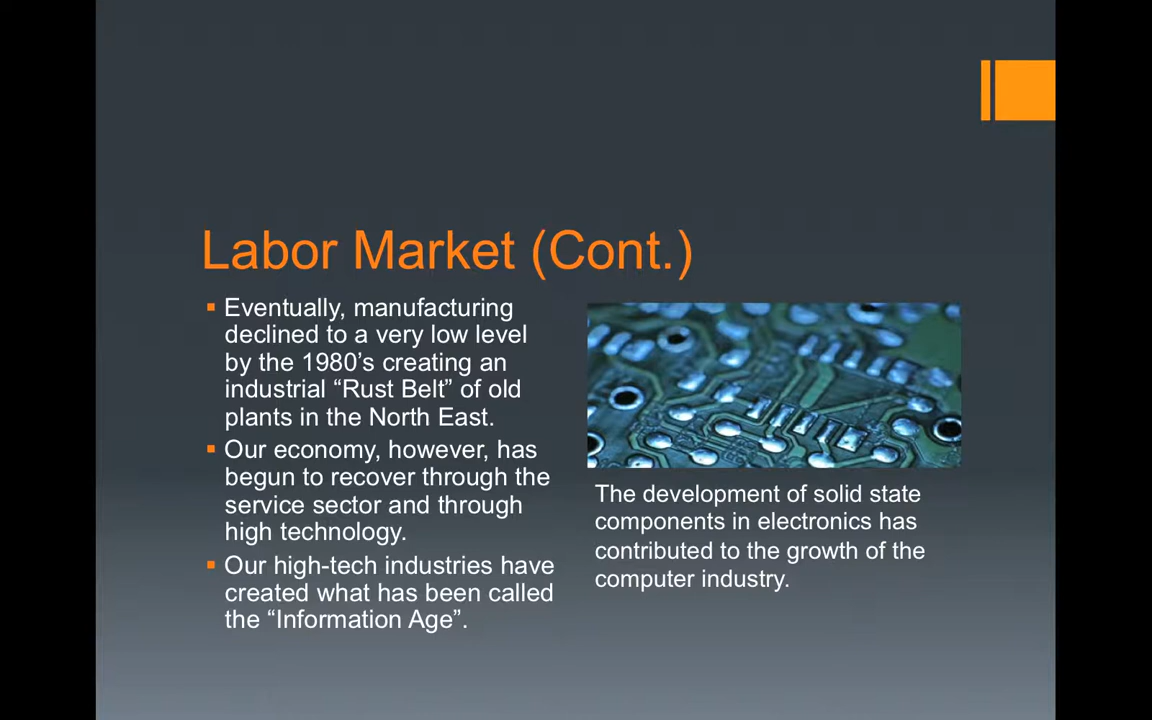 Labor Market (Cont.)
Eventually, manufacturing
declined to a very low level
by the 1980's creating an
industrial “Rust Belt” of old
plants in the North East.
Our economy, however, has
begun to recover through the
service sector and through
high technology.
Our high-tech industries have
created what has been called
the “Information Age”.
The development of solid state
components in electronics has
contributed to the growth of the
computer industry.